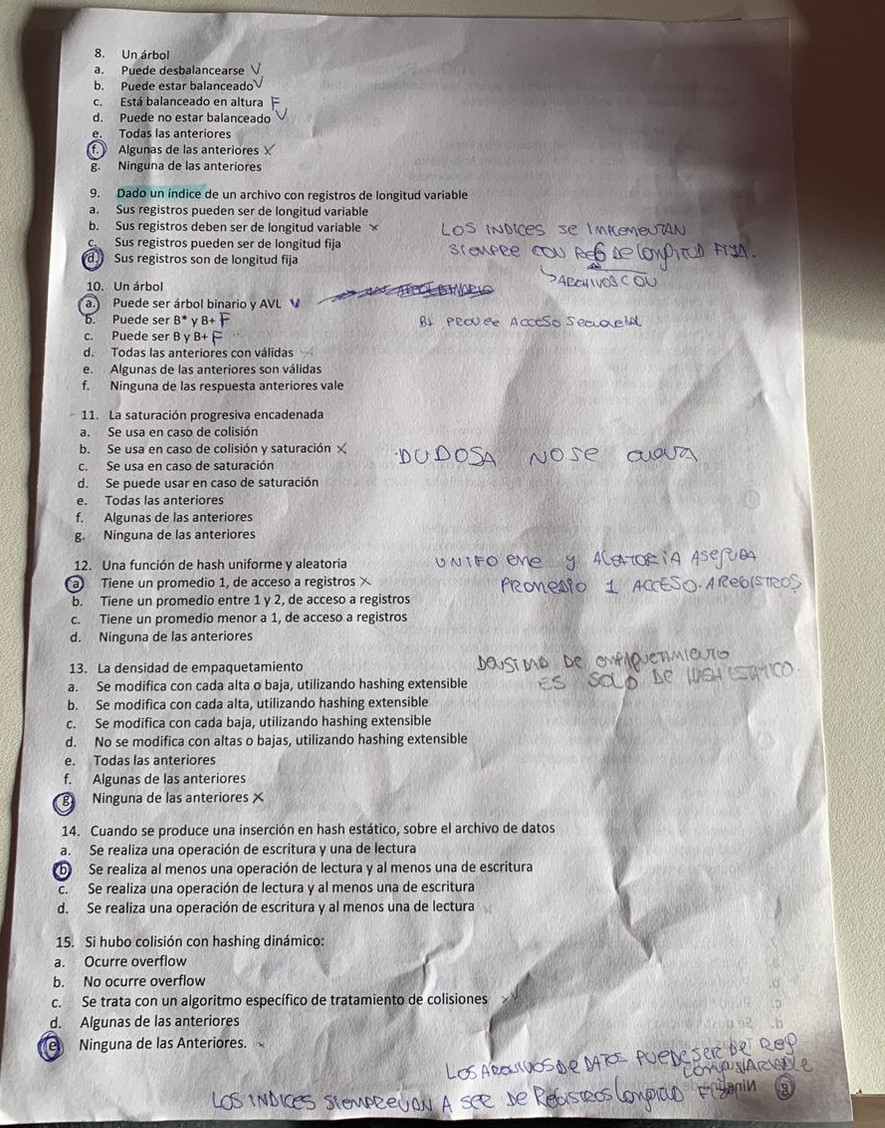 8. Un árbol
a. Puede desbalancearse V
b. Puede estar balanceado V
c. Está balanceado en altura F
d. Puede no estar balanceado V
e. Todas las anteriores
f. Algunas de las anteriores X
g. Ninguna de las anteriores
9. Dado un índice de un archivo con registros de longitud variable
a. Sus registros pueden ser de longitud variable
b. Sus registros deben ser de longitud variable x
LOS INDICES SE IMPLEMENTAN
c. Sus registros pueden ser de longitud fija
SIEMPRE CON REG DE LONGITUD FIJA.
d. Sus registros son de longitud fija
ARCHIVOS CON
10. Un árbol
a. Puede ser árbol binario y AVL V
b. Puede ser B* y B+ F
B+ PROVEE ACCESO SECUENCIAL
c. Puede ser B y B+ F
d. Todas las anteriores con válidas
e. Algunas de las anteriores son válidas
f. Ninguna de las respuesta anteriores vale
11. La saturación progresiva encadenada
a. Se usa en caso de colisión
b. Se usa en caso de colisión y saturación X
DUDOSA NOSE
c. Se usa en caso de saturación
d. Se puede usar en caso de saturación
e. Todas las anteriores
f. Algunas de las anteriores
g. Ninguna de las anteriores
12. Una función de hash uniforme y aleatoria
UNIFOEME y ALEATORIA ASEGURA
a Tiene un promedio 1, de acceso a registros X
PROMEDIO 1 ACCESO A REGISTROS
b. Tiene un promedio entre 1 y 2, de acceso a registros
c. Tiene un promedio menor a 1, de acceso a registros
d. Ninguna de las anteriores
13. La densidad de empaquetamiento
DENSIDAD DE EMPAQUETAMIENTO
a. Se modifica con cada alta o baja, utilizando hashing extensible
ES SOLO DE HASH ESTATICO.
b. Se modifica con cada alta, utilizando hashing extensible
c. Se modifica con cada baja, utilizando hashing extensible
d. No se modifica con altas o bajas, utilizando hashing extensible
e. Todas las anteriores
f. Algunas de las anteriores
g Ninguna de las anteriores X
14. Cuando se produce una inserción en hash estático, sobre el archivo de datos
a. Se realiza una operación de escritura y una de lectura
b Se realiza al menos una operación de lectura y al menos una de escritura
c. Se realiza una operación de lectura y al menos una de escritura
d. Se realiza una operación de escritura y al menos una de lectura
15. Si hubo colisión con hashing dinámico:
a. Ocurre overflow
b. No ocurre overflow
c. Se trata con un algoritmo específico de tratamiento de colisiones
d. Algunas de las anteriores
e Ninguna de las Anteriores. x
LOS ARCHIVOS DE DATOS PUEDE SER DE REG
LONGUS VARIABLE
LOS INDICES SIEMPRE VAN A SER DE REGISTROS LONGITUD FIJA